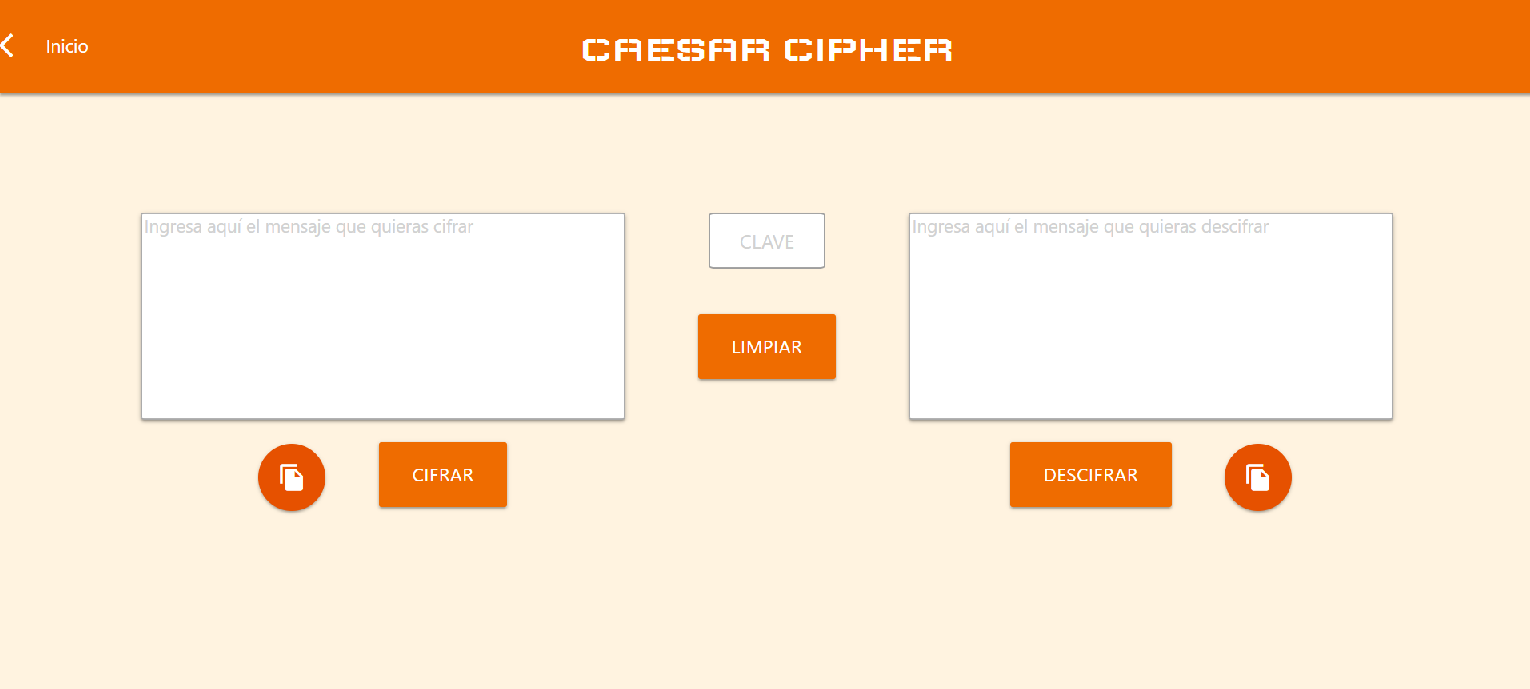 Inicio
CAESAR CIPHER
Ingresa aquí el mensaje que quieras cifrar
CLAVE
Ingresa aquí el mensaje que quieras descifrar
LIMPIAR
CIFRAR
DESCIFRAR